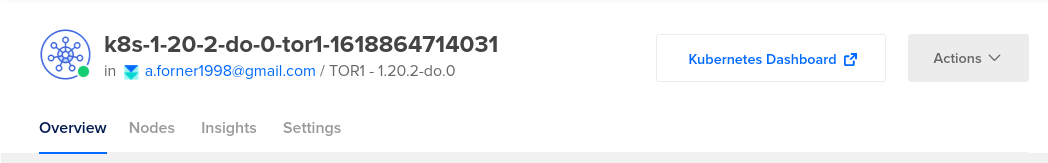 k8s-1-20-2-do-0-tor1-1618864714031
in a.forner1998@gmail.com / TOR1 - 1.20.2-do.0
Kubernetes Dashboard
Actions
Overview Nodes Insights Settings